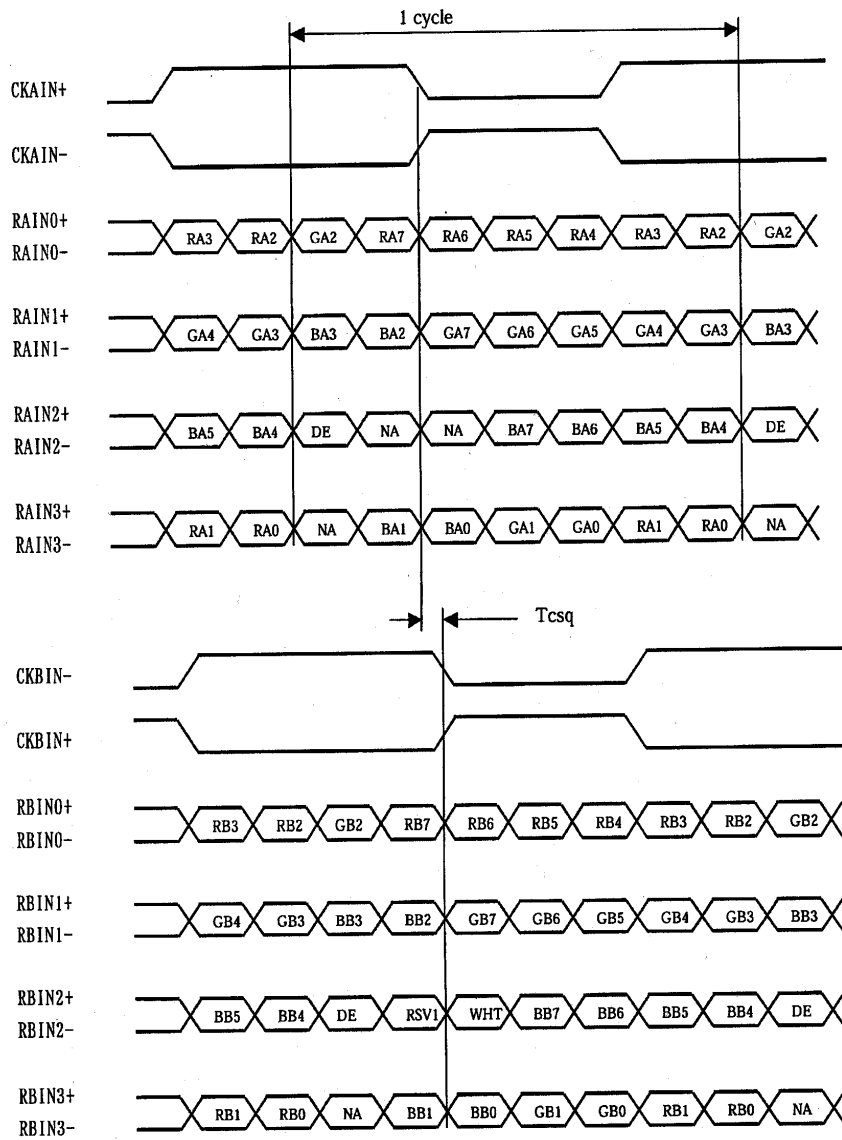 1 cycle
CKAIN+
CKAIN-
RAIN0+
RA3 RA2 GA2 RA7 RA6 RA5 RA4 RA3 RA2 GA2
RAIN0-
RAIN1+
GA4 GA3 BA3 BA2 GA7 GA6 GA5 GA4 GA3 BA3
RAIN1-
RAIN2+
BA5 BA4 DE NA NA BA7 BA6 BA5 BA4 DE
RAIN2-
RAIN3+
RA1 RA0 NA BA1 BA0 GA1 GA0 RA1 RA0 NA
RAIN3-
Tcsq
CKBIN-
CKBIN+
RBIN0+
RB3 RB2 GB2 RB7 RB6 RB5 RB4 RB3 RB2 GB2
RBIN0-
RBIN1+
GB4 GB3 BB3 BB2 GB7 GB6 GB5 GB4 GB3 BB3
RBIN1-
RBIN2+
BB5 BB4 DE RSV1 WHT BB7 BB6 BB5 BB4 DE
RBIN2-
RBIN3+
RB1 RB0 NA BB1 BB0 GB1 GB0 RB1 RB0 NA
RBIN3-